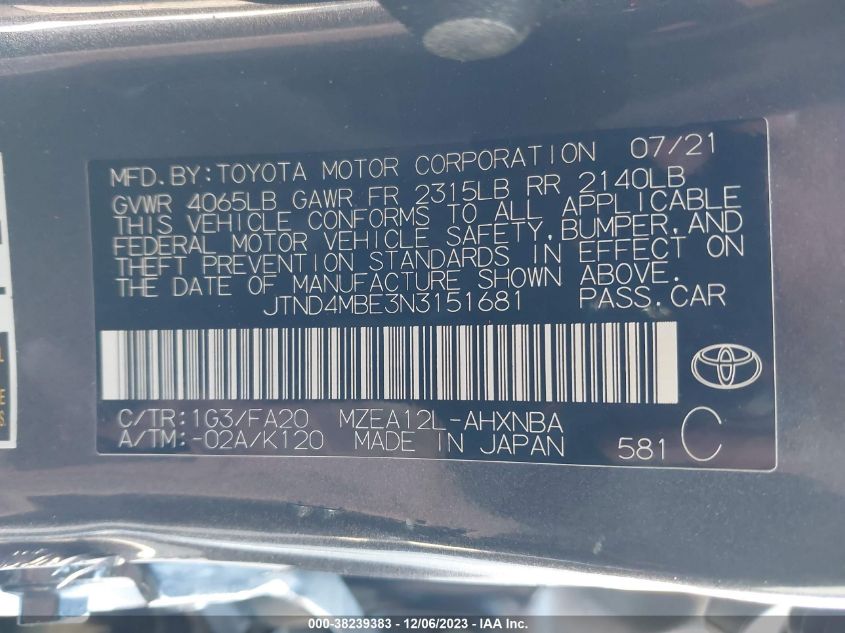 MFD. BY: TOYOTA MOTOR CORPORATION 07/21
GVWR 4065LB GAWR FR 2315LB RR 2140LB
THIS VEHICLE CONFORMS TO ALL APPLICABLE
FEDERAL MOTOR VEHICLE SAFETY, BUMPER, AND
THEFT PREVENTION STANDARDS IN EFFECT ON
THE DATE OF MANUFACTURE SHOWN ABOVE.
JTND4MBE3N3151681 PASS. CAR
C/TR: 1G3/FA20 MZEA12L-AHXNBA
A/TM: -02A/K120 MADE IN JAPAN 581 C
000-38239383 - 12/06/2023 - IAA Inc.